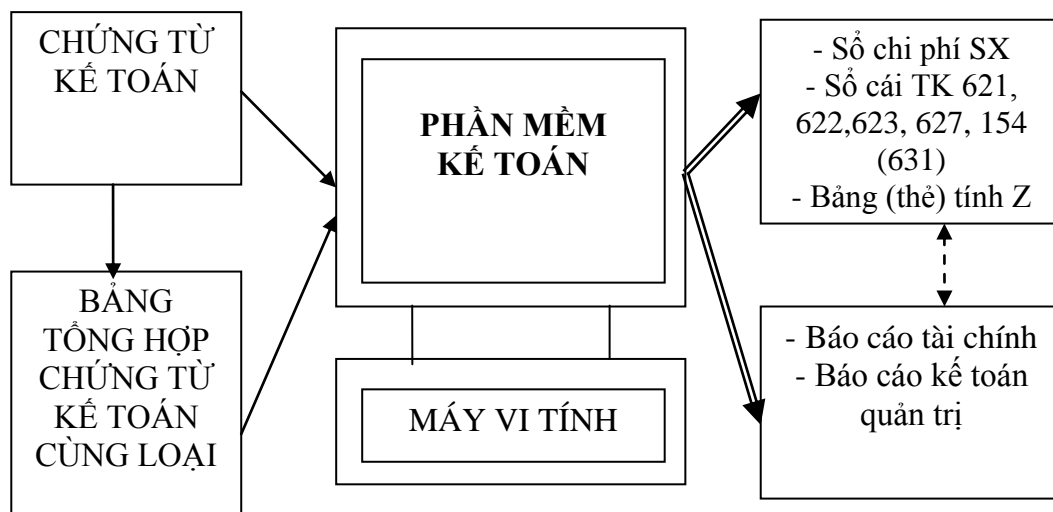 CHỨNG TỪ
KẾ TOÁN
BẢNG
TỔNG HỢP
CHỨNG TỪ
KẾ TOÁN
CÙNG LOẠI
PHẦN MỀM
KẾ TOÁN
MÁY VI TÍNH
- Sổ chi phí SX
- Sổ cái TK 621,
622,623, 627, 154
(631)
- Bảng (thẻ) tính Z
- Báo cáo tài chính
- Báo cáo kế toán
quản trị